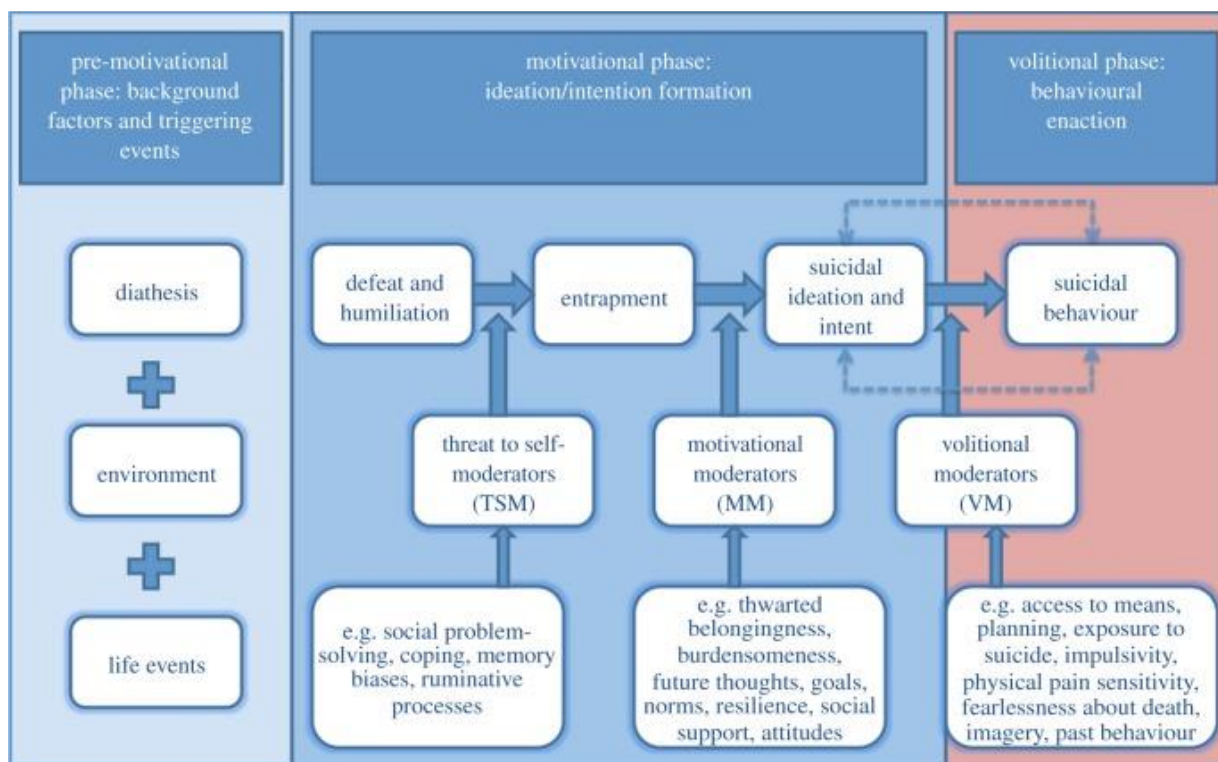 pre-motivational
phase: background
factors and triggering
events
motivational phase:
ideation/intention formation
volitional phase:
behavioural
enaction
diathesis
environment
life events
defeat and
humiliation
entrapment
suicidal
ideation and
intent
suicidal
behaviour
threat to self-
moderators
(TSM)
motivational
moderators
(MM)
volitional
moderators
(VM)
e.g. social problem-
solving, coping, memory
biases, ruminative
processes
e.g. thwarted
belongingness,
burdensomeness,
future thoughts, goals,
norms, resilience, social
support, attitudes
e.g. access to means,
planning, exposure to
suicide, impulsivity,
physical pain sensitivity,
fearlessness about death,
imagery, past behaviour